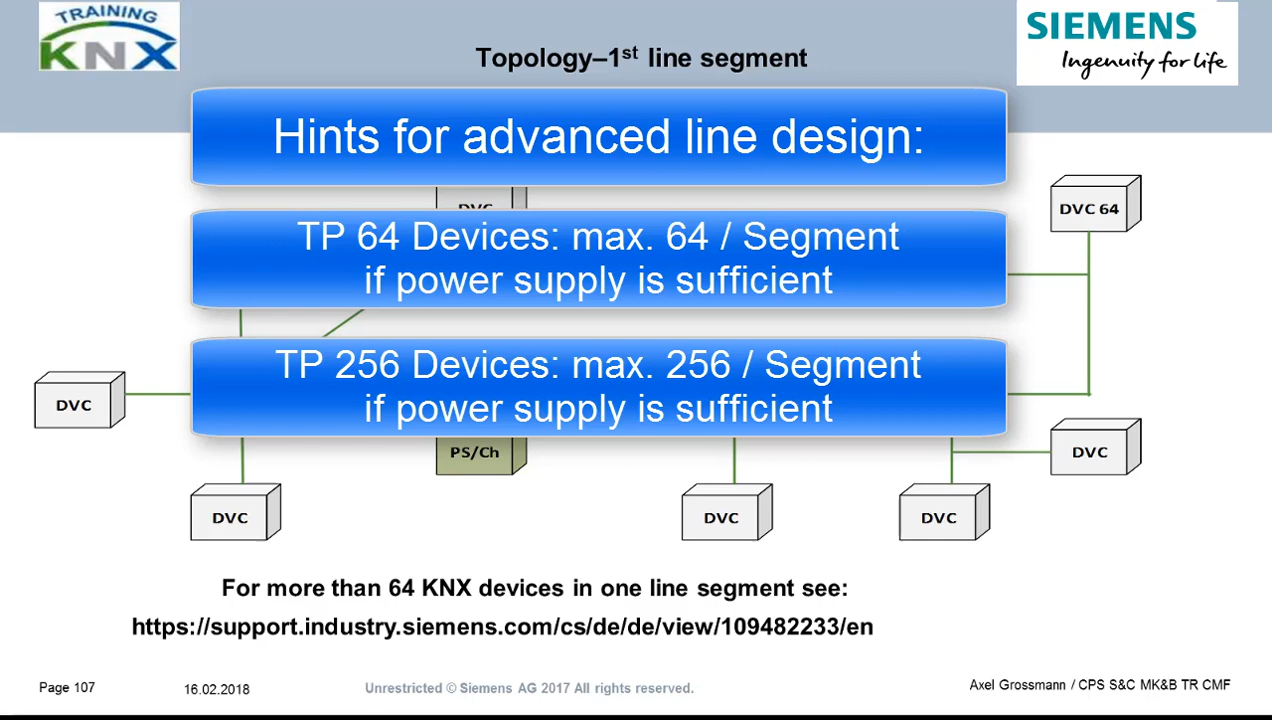 TRAINING
KNX
SIEMENS
Ingenuity for life
Topology–1st line segment
Hints for advanced line design:
DVC 64
TP 64 Devices: max. 64 / Segment
if power supply is sufficient
TP 256 Devices: max. 256 / Segment
if power supply is sufficient
DVC
PS/Ch
DVC
DVC
DVC
DVC
For more than 64 KNX devices in one line segment see:
https://support.industry.siemens.com/cs/de/de/view/109482233/en
Page 107
16.02.2018
Unrestricted © Siemens AG 2017 All rights reserved.
Axel Grossmann / CPS S&C MK&B TR CMF